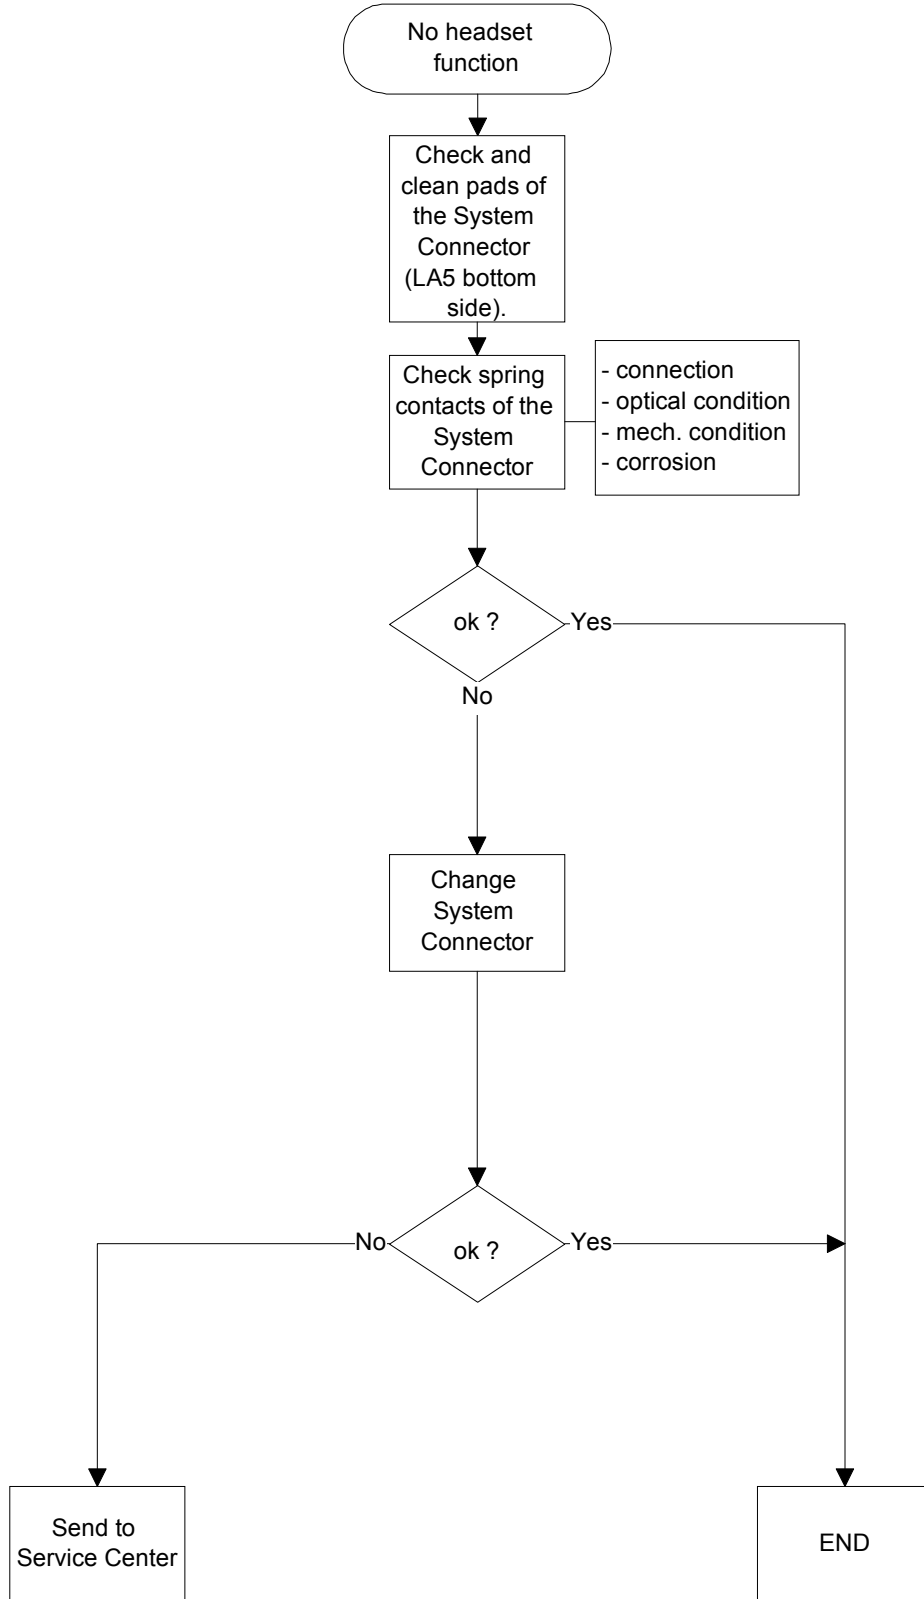 No headset
function
Check and
clean pads of
the System
Connector
(LA5 bottom
side).
Check spring
contacts of the
System
Connector
- connection
- optical condition
- mech. condition
- corrosion
ok ?
Yes
No
Change
System
Connector
No
ok ?
Yes
Send to
Service Center
END